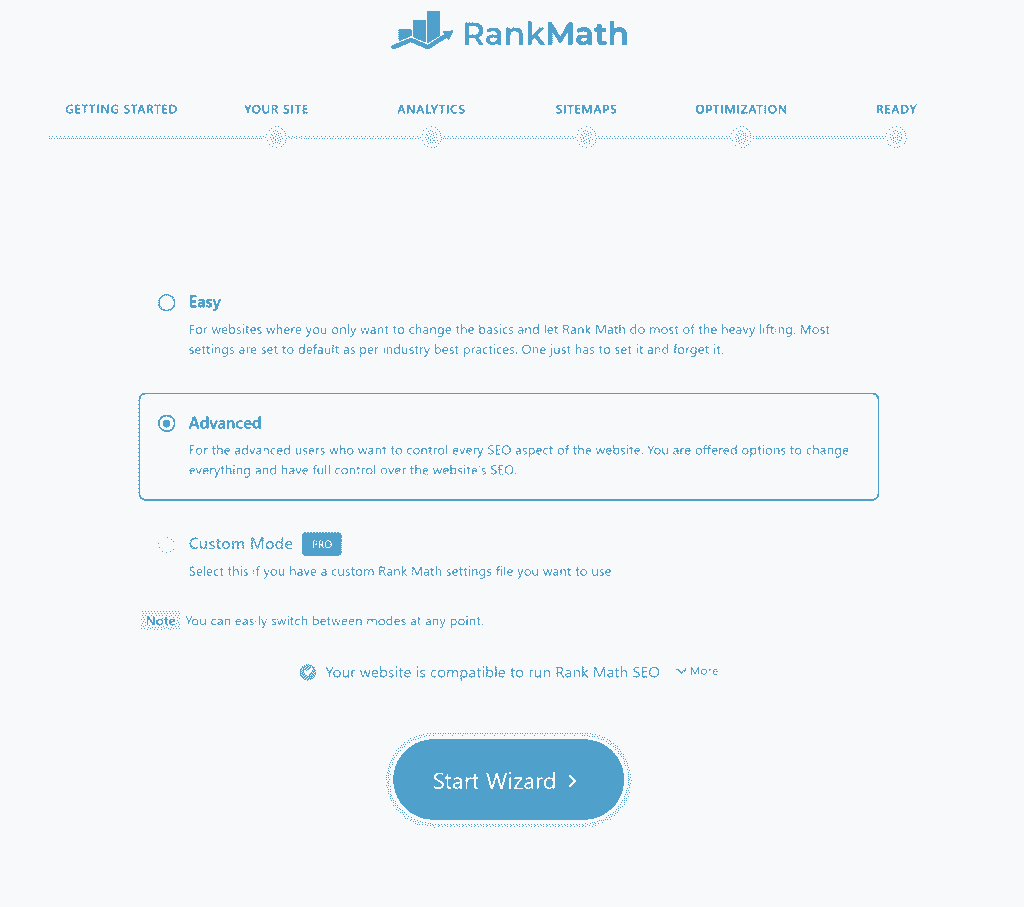 RankMath
GETTING STARTED YOUR SITE ANALYTICS SITEMAPS OPTIMIZATION READY
Easy
For websites where you only want to change the basics and let Rank Math do most of the heavy lifting. Most
settings are set to default as per industry best practices. One just has to set it and forget it.
Advanced
For the advanced users who want to control every SEO aspect of the website. You are offered options to change
everything and have full control over the website's SEO.
Custom Mode PRO
Select this if you have a custom Rank Math settings file you want to use
Note You can easily switch between modes at any point.
Your website is compatible to run Rank Math SEO More
Start Wizard